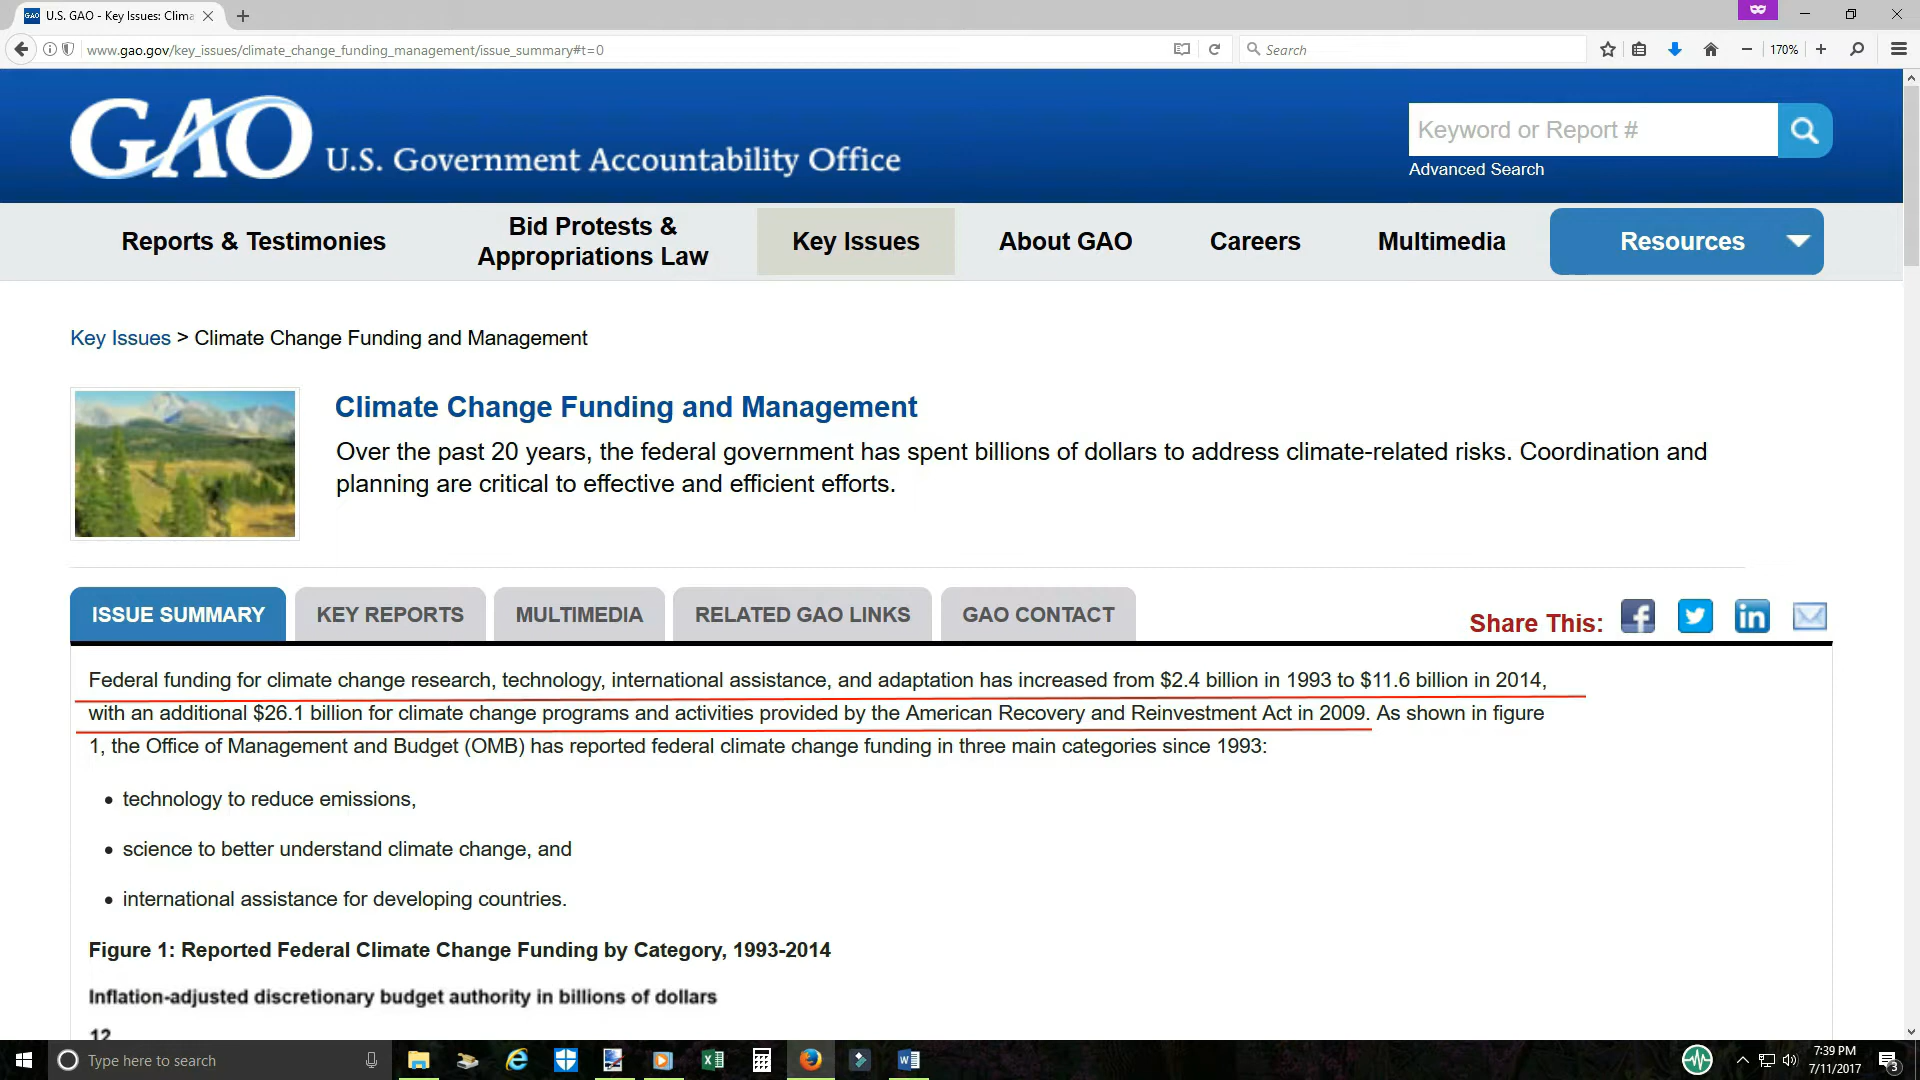 U.S. GAO - Key Issues: Clima
www.gao.gov/key_issues/climate_change_funding_management/issue_summary#t=0
Search
170%
GAO U.S. Government Accountability Office
Keyword or Report #
Advanced Search
Reports & Testimonies
Bid Protests &
Appropriations Law
Key Issues
About GAO
Careers
Multimedia
Resources
Key Issues > Climate Change Funding and Management
Climate Change Funding and Management
Over the past 20 years, the federal government has spent billions of dollars to address climate-related risks. Coordination and
planning are critical to effective and efficient efforts.
ISSUE SUMMARY
KEY REPORTS
MULTIMEDIA
RELATED GAO LINKS
GAO CONTACT
Share This:
Federal funding for climate change research, technology, international assistance, and adaptation has increased from $2.4 billion in 1993 to $11.6 billion in 2014,
with an additional $26.1 billion for climate change programs and activities provided by the American Recovery and Reinvestment Act in 2009. As shown in figure
1, the Office of Management and Budget (OMB) has reported federal climate change funding in three main categories since 1993:
• technology to reduce emissions,
• science to better understand climate change, and
• international assistance for developing countries.
Figure 1: Reported Federal Climate Change Funding by Category, 1993-2014
Inflation-adjusted discretionary budget authority in billions of dollars
12
Type here to search
7:39 PM
7/11/2017
3